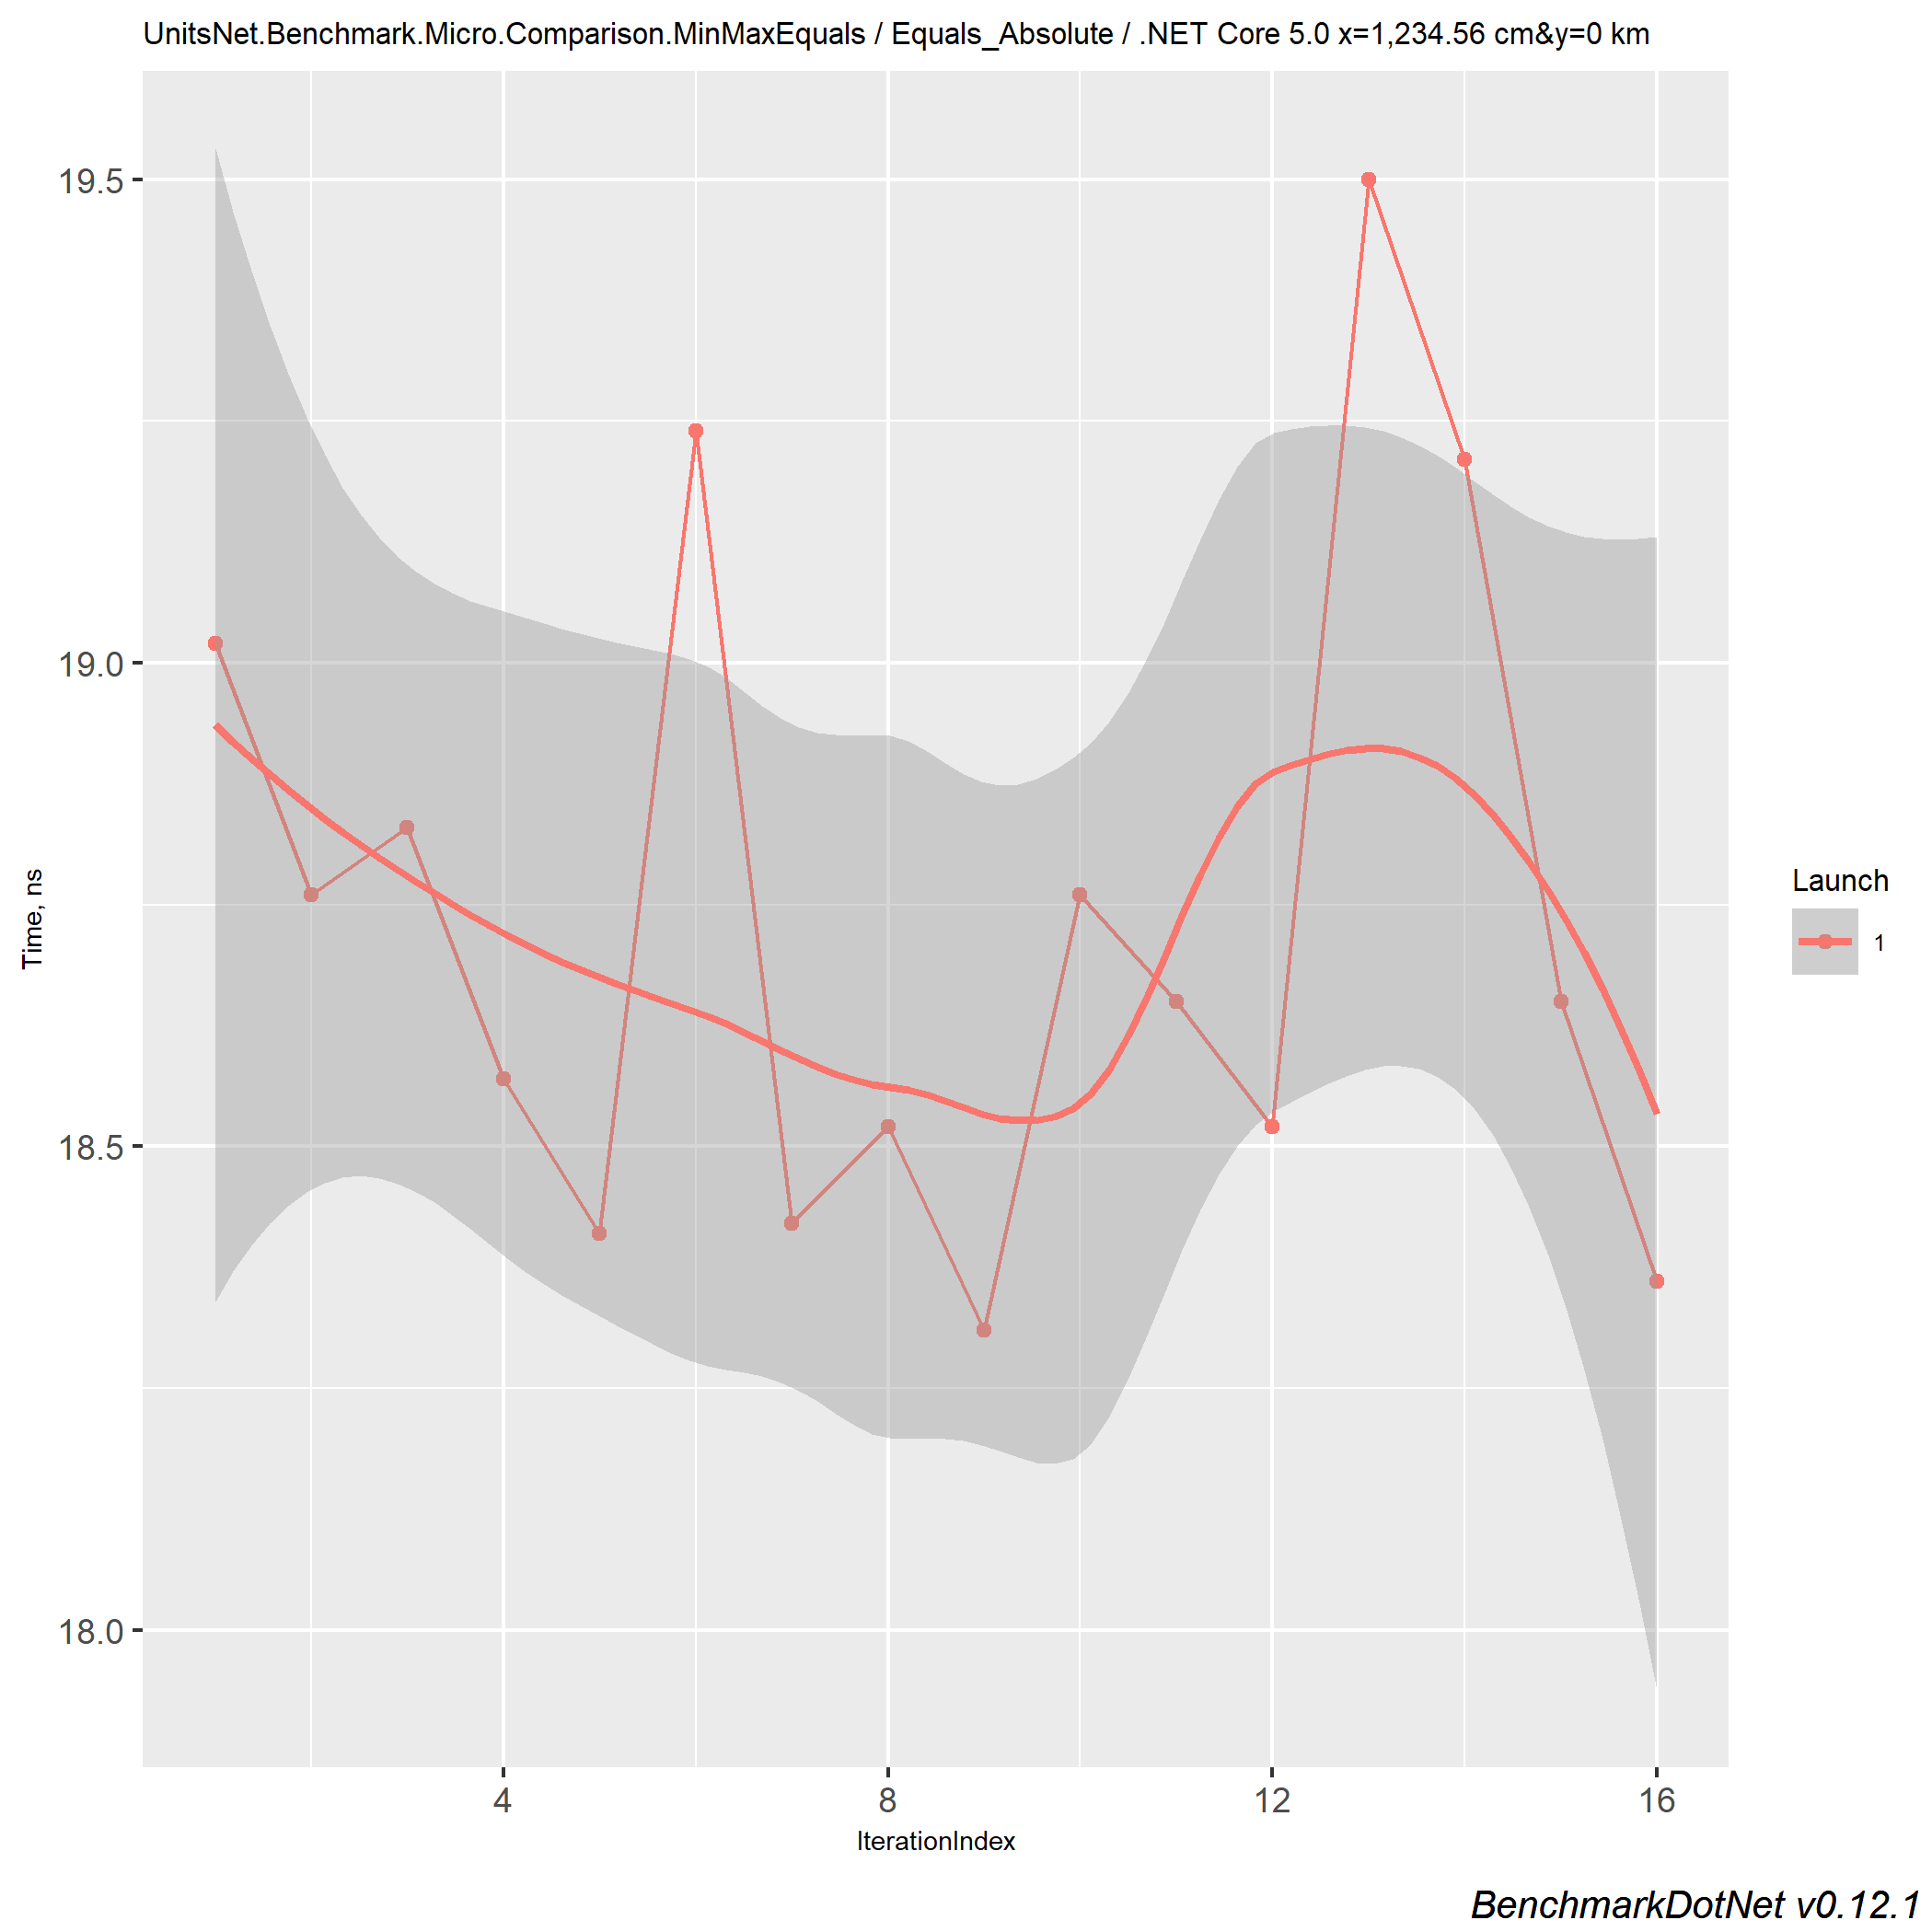 UnitsNet.Benchmark.Micro.Comparison.MinMaxEquals / Equals_Absolute / .NET Core 5.0 x=1,234.56 cm&y=0 km
19.5
19.0
18.5
18.0
Time, ns
4 8 12 16
IterationIndex
Launch
1
BenchmarkDotNet v0.12.1